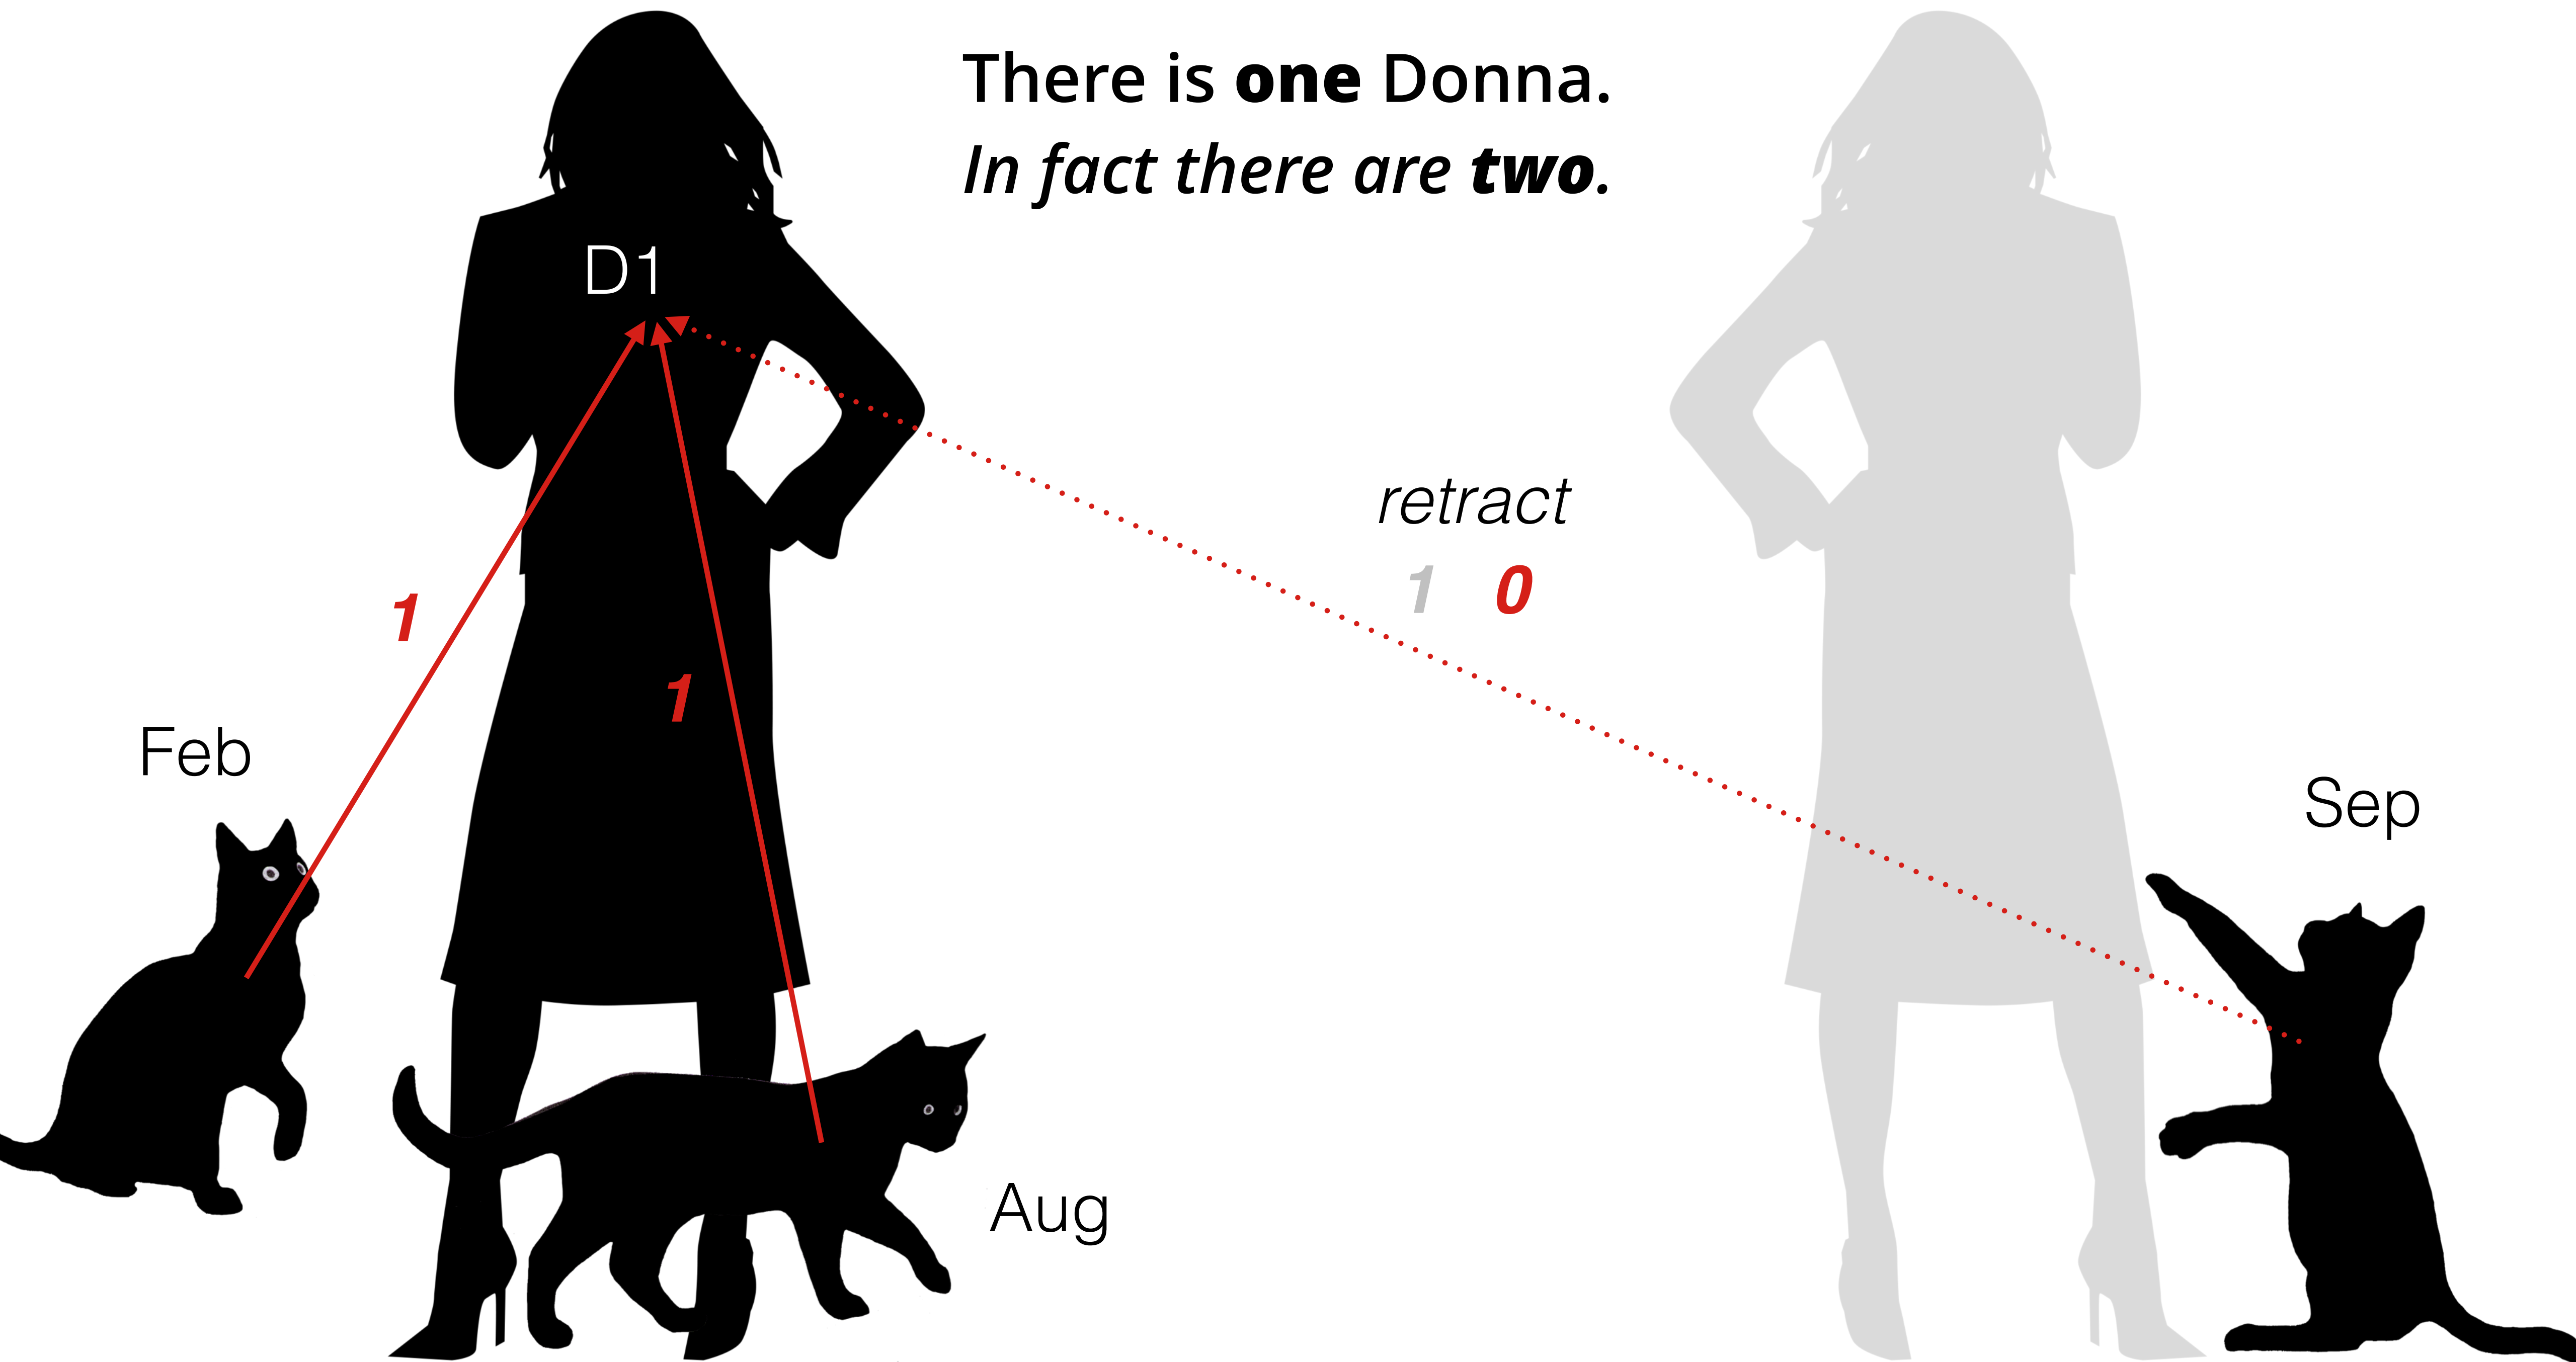 There is one Donna.
In fact there are two.
D1
retract
1 0
1
1
Feb
Sep
Aug